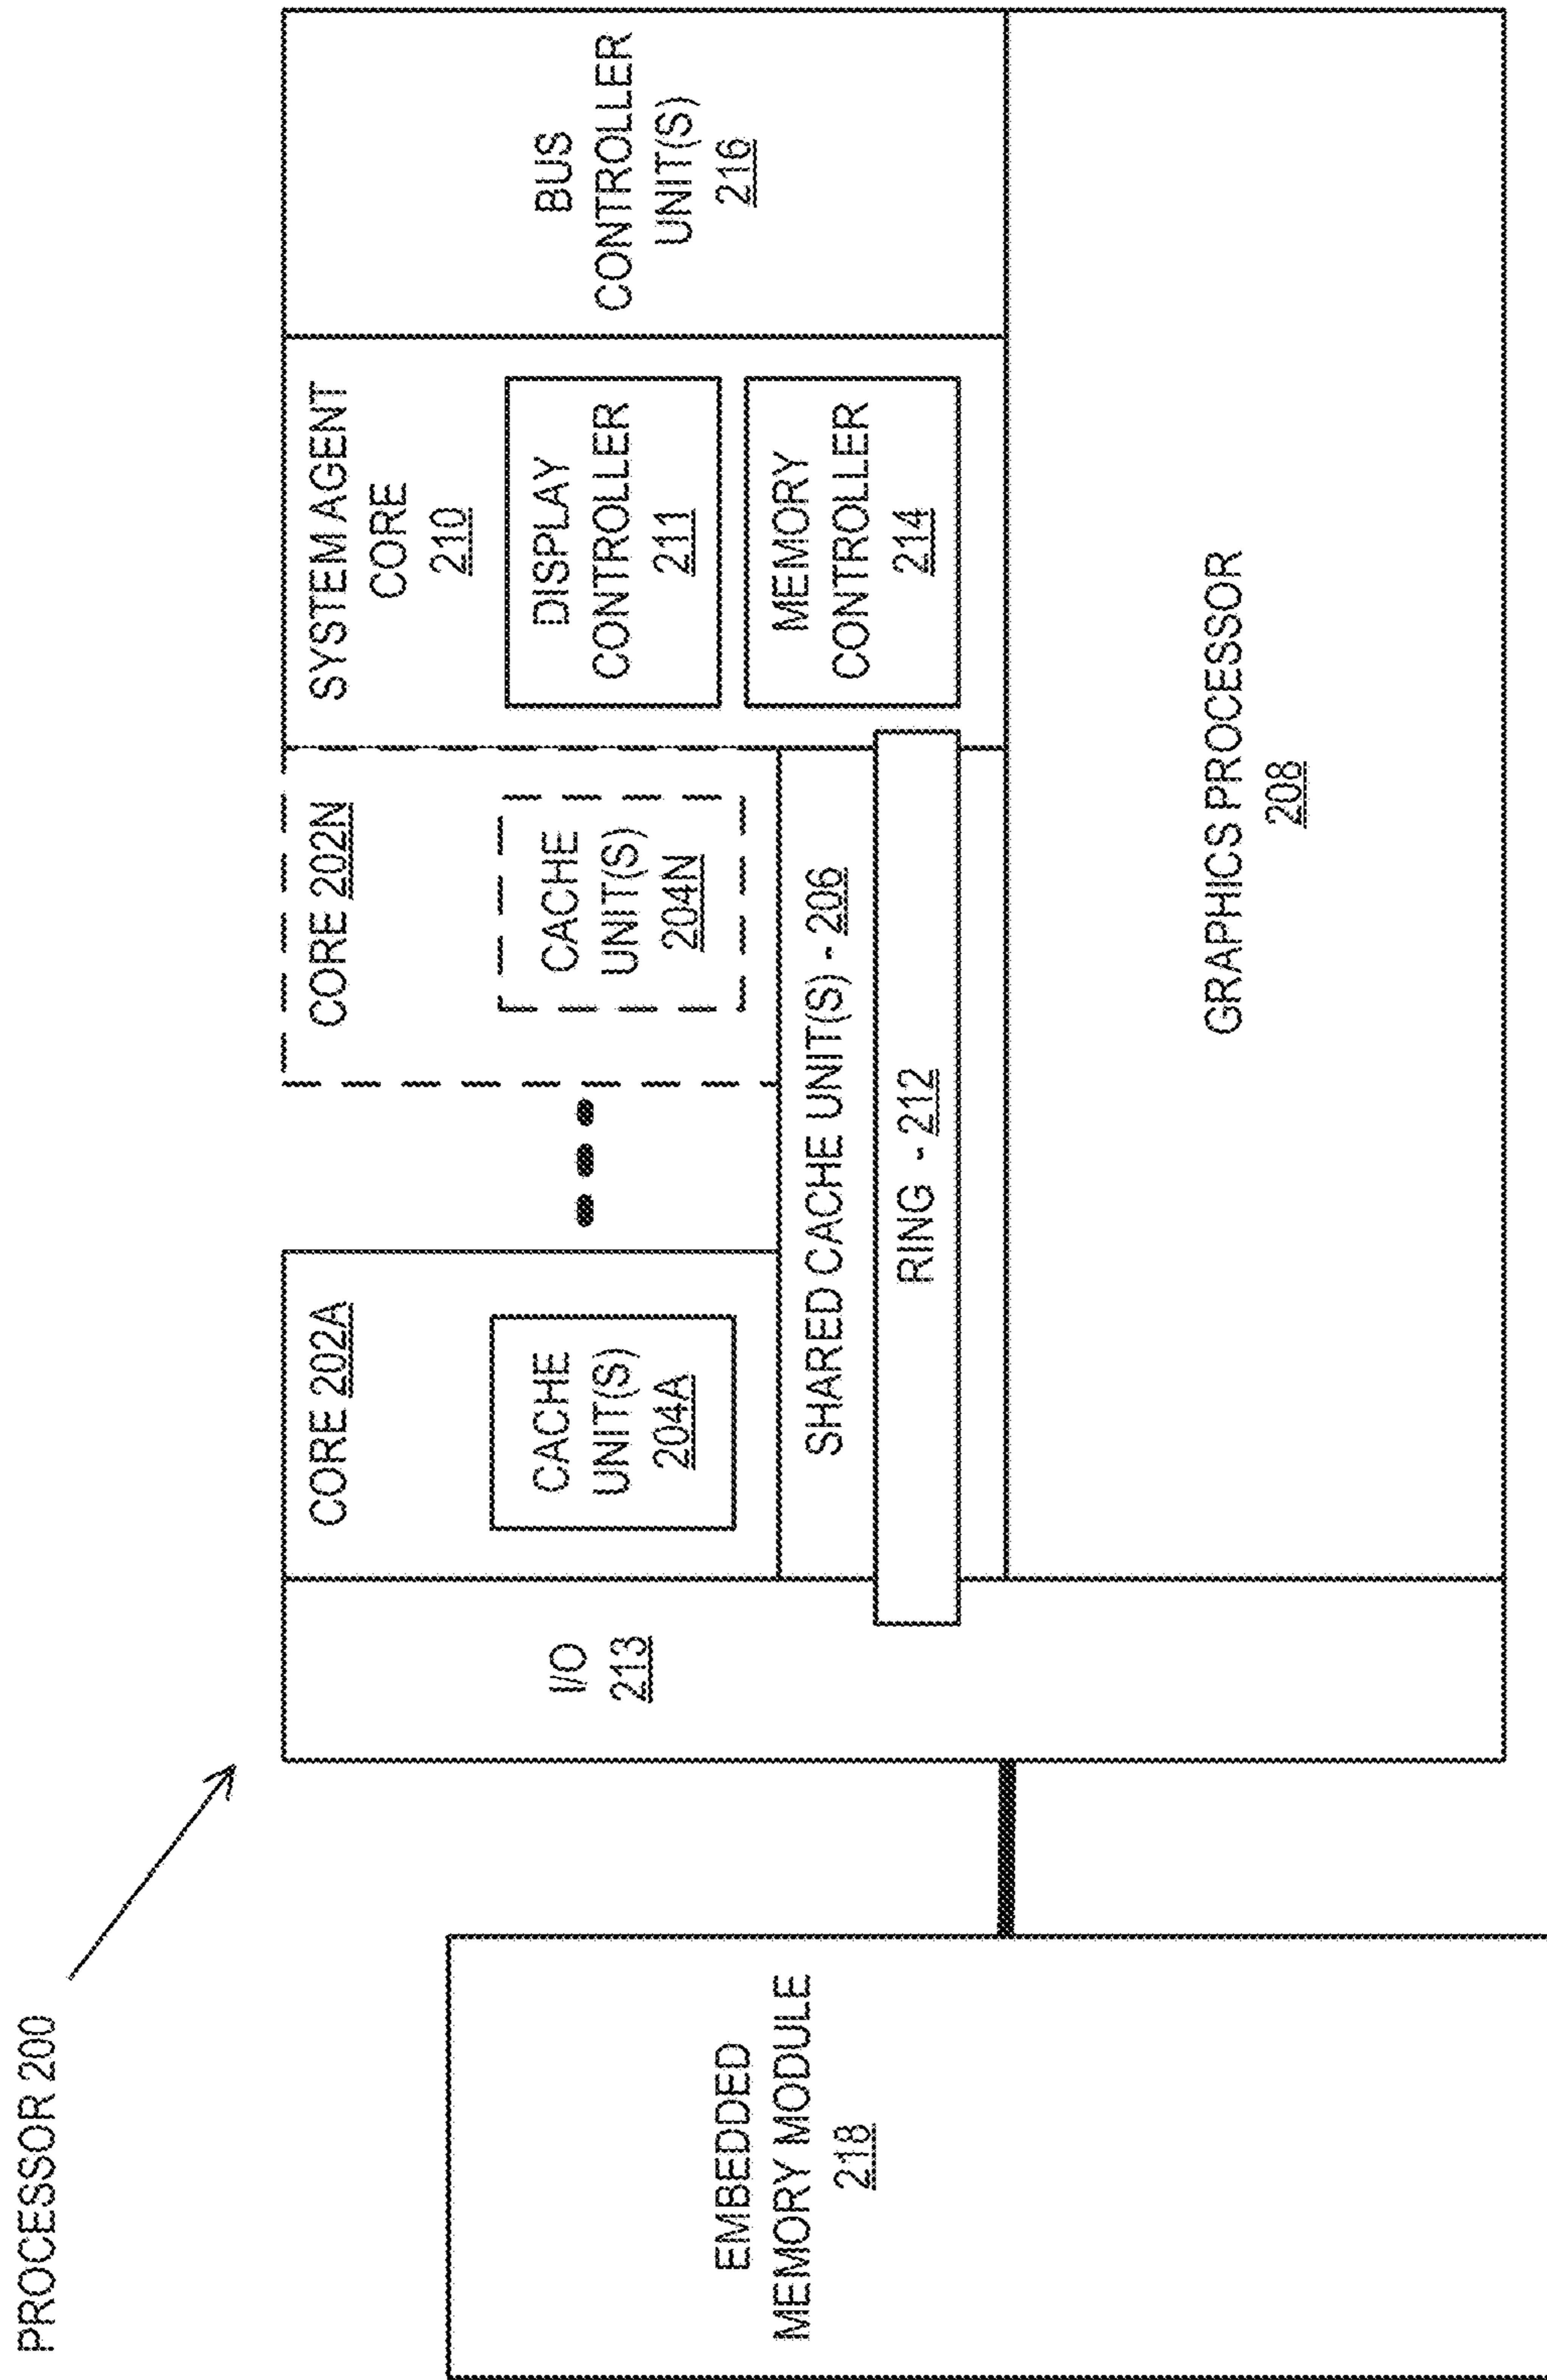 PROCESSOR 200
EMBEDDED
MEMORY MODULE
218
I/O
213
CORE 202A
CACHE
UNIT(S)
204A
CORE 202N
CACHE
UNIT(S)
204N
SHARED CACHE UNIT(S) - 206
RING - 212
SYSTEM AGENT
CORE
210
DISPLAY
CONTROLLER
211
MEMORY
CONTROLLER
214
BUS
CONTROLLER
UNIT(S)
216
GRAPHICS PROCESSOR
208